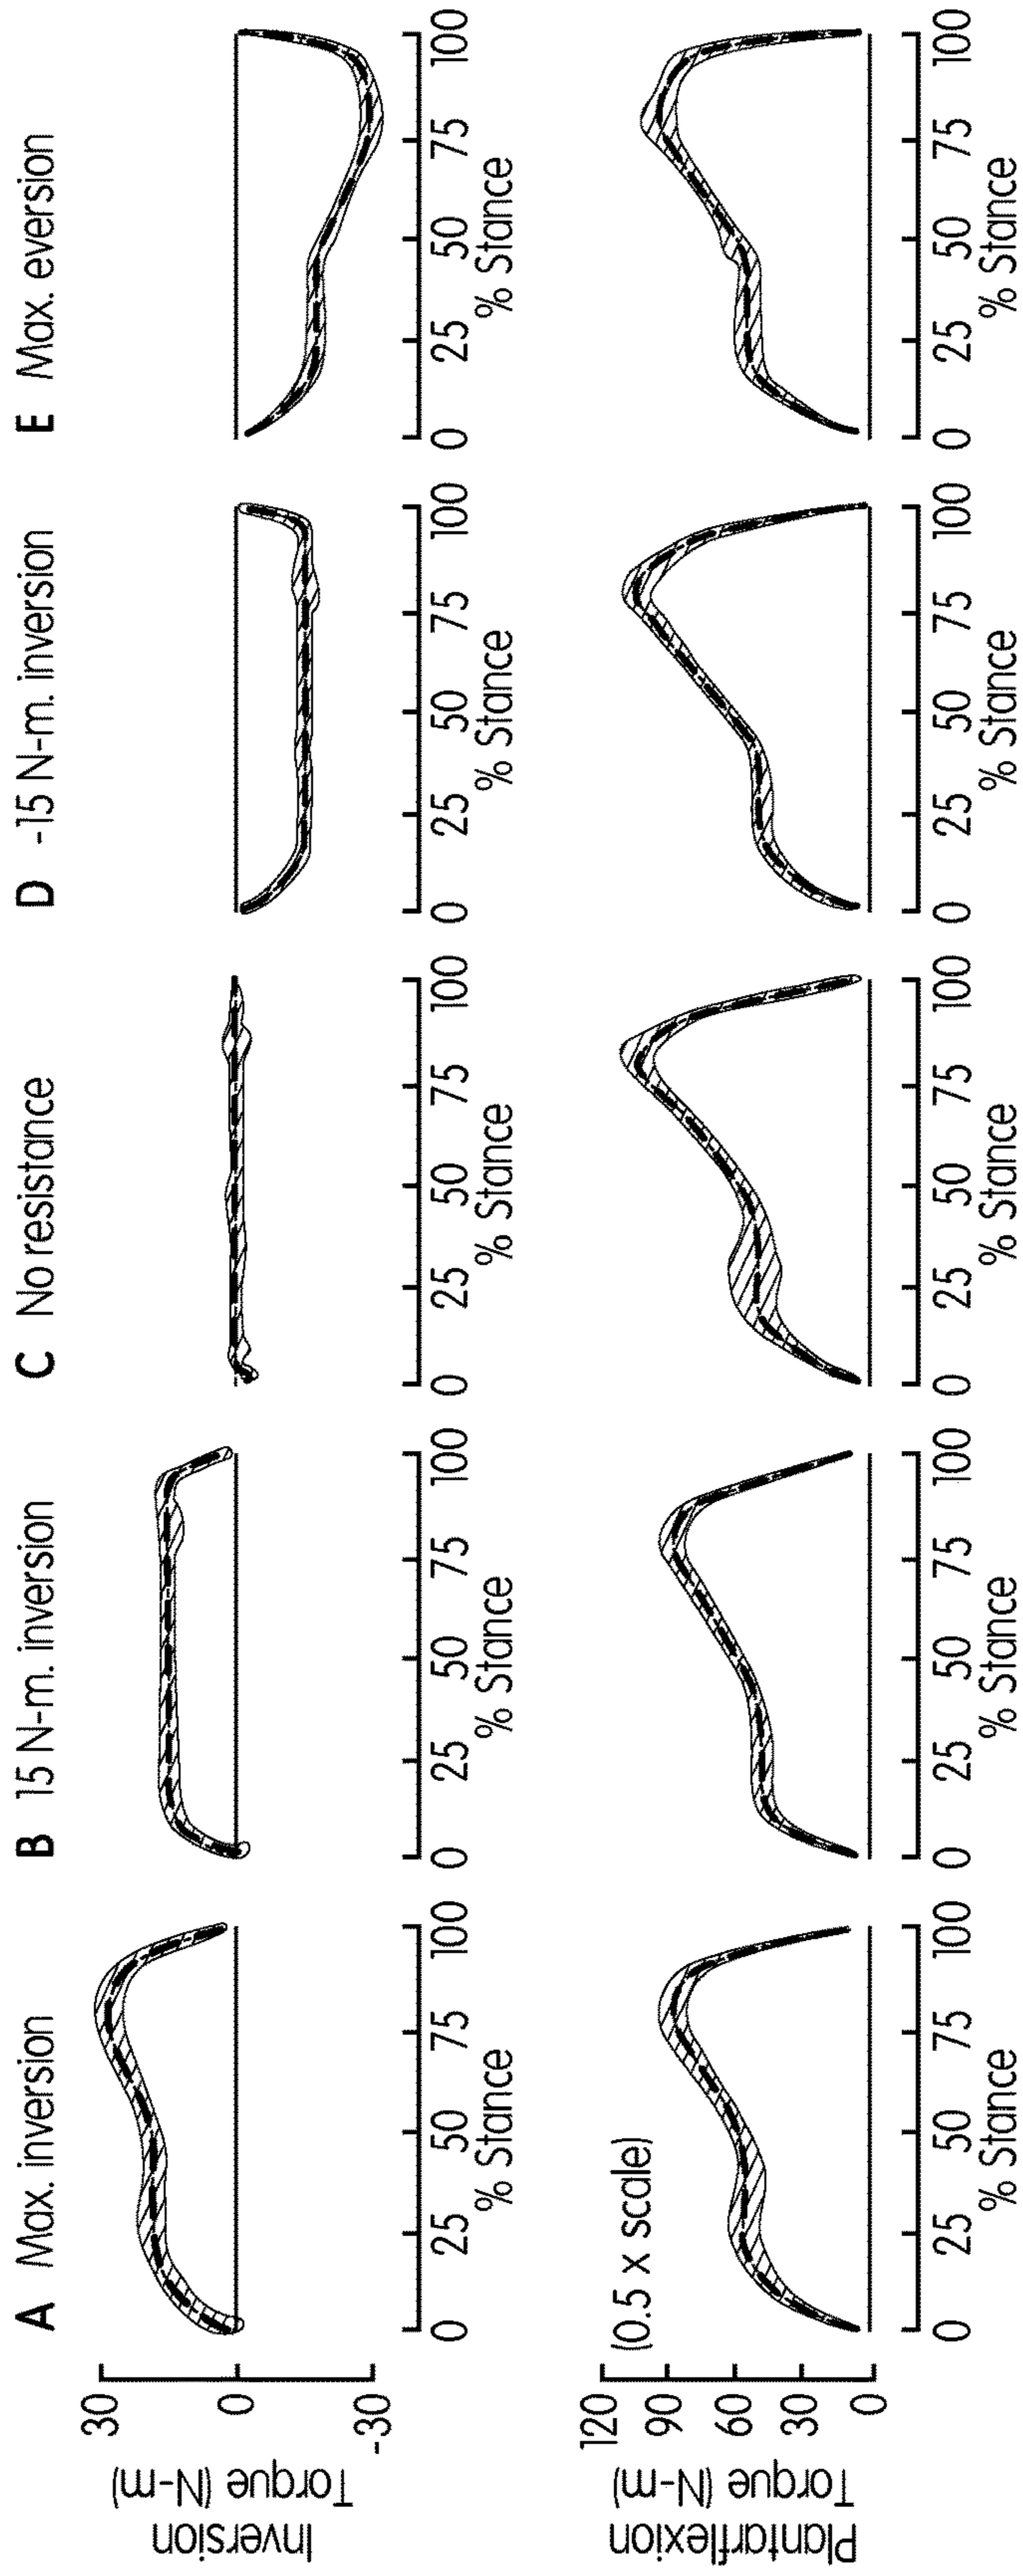 A Max. inversion
B 15 N-m. inversion
C No resistance
D -15 N-m. inversion
E Max. eversion
Inversion
Torque (N-m)
30
0
-30
0 25 50 75 100
% Stance
0 25 50 75 100
% Stance
0 25 50 75 100
% Stance
0 25 50 75 100
% Stance
0 25 50 75 100
% Stance
(0.5 x scale)
Plantarflexion
Torque (N-m)
120
90
60
30
0
0 25 50 75 100
% Stance
0 25 50 75 100
% Stance
0 25 50 75 100
% Stance
0 25 50 75 100
% Stance
0 25 50 75 100
% Stance